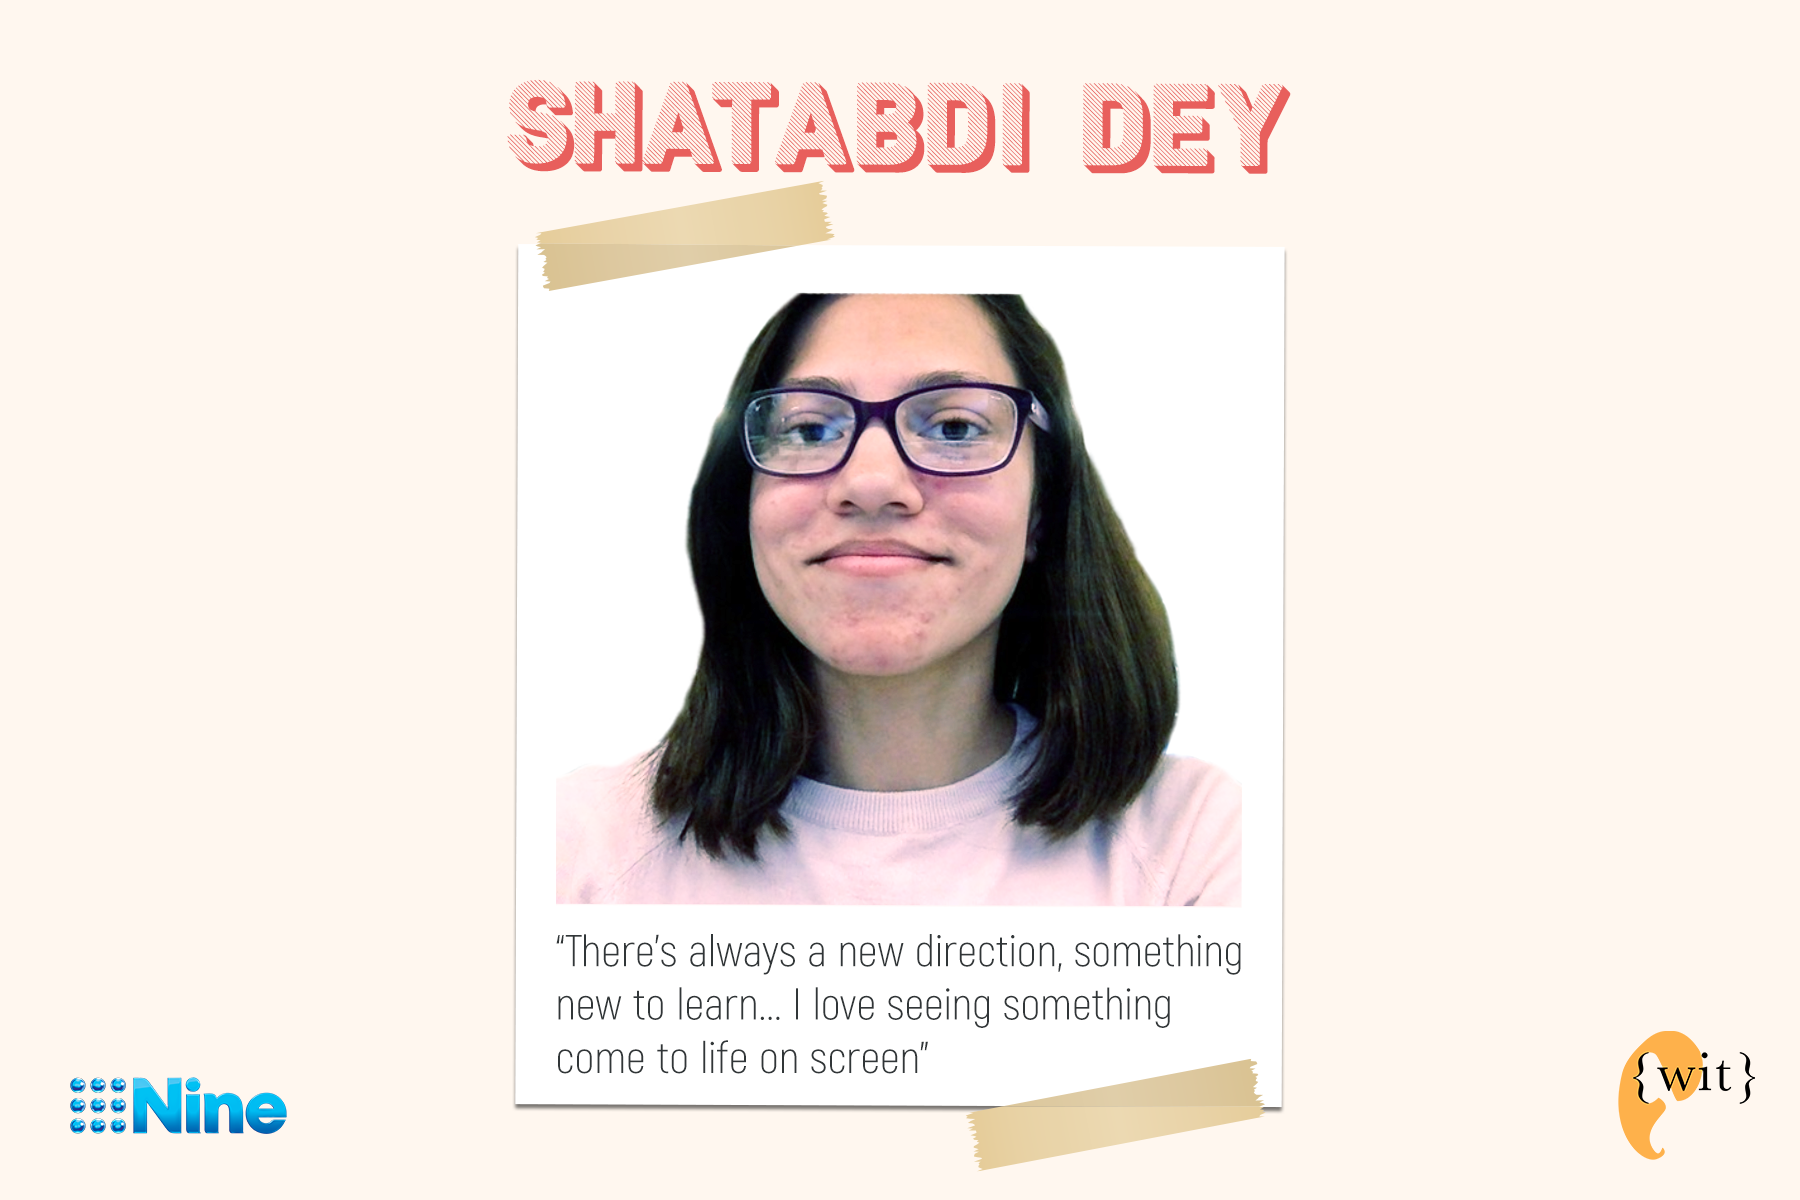 SHATABDI DEY
“There’s always a new direction, something
new to learn... I love seeing something
come to life on screen”
Nine
{wit}